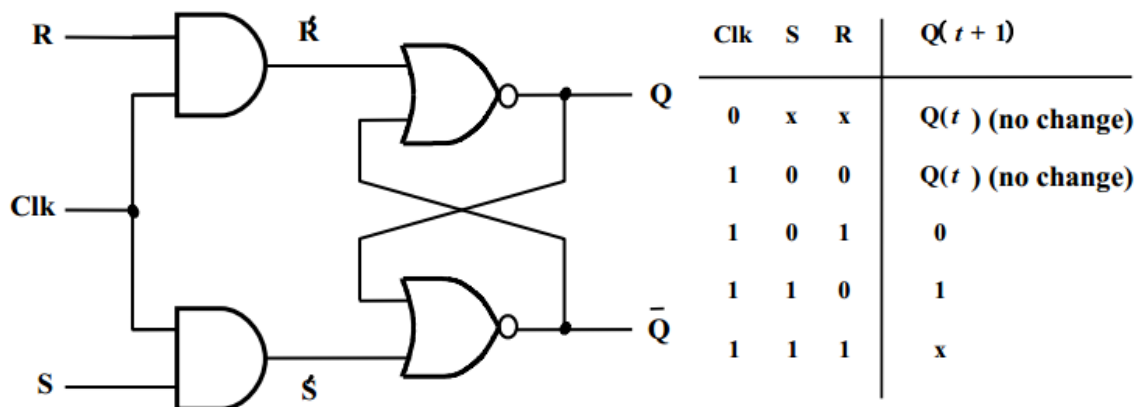 R
R′
Q
Clk
S
S′
Q̅
Clk S R Q(t + 1)
0 x x Q(t) (no change)
1 0 0 Q(t) (no change)
1 0 1 0
1 1 0 1
1 1 1 x